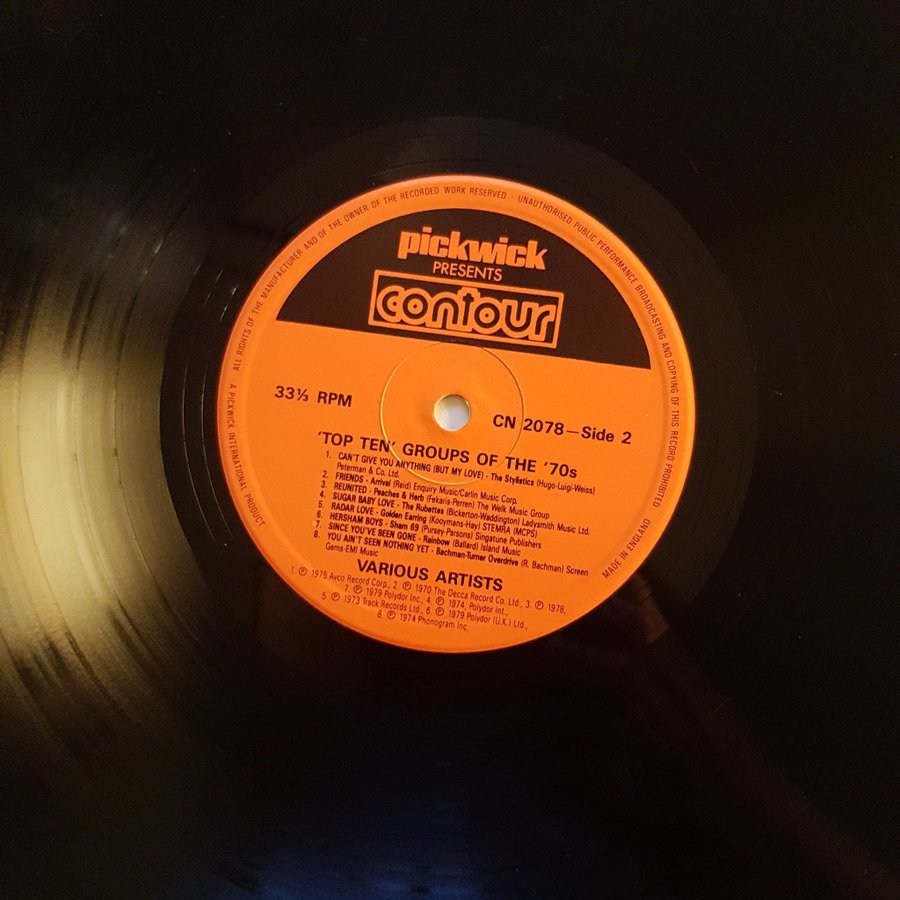 ALL RIGHTS OF THE MANUFACTURER AND OF THE OWNER OF THE RECORDED WORK RESERVED - UNAUTHORISED PUBLIC PERFORMANCE BROADCASTING AND COPYING OF THIS RECORD PROHIBITED
pickwick
PRESENTS
contour
33⅓ RPM
CN 2078—Side 2
'TOP TEN' GROUPS OF THE '70s
1. CAN'T GIVE YOU ANYTHING (BUT MY LOVE) - The Stylistics (Hugo-Luigi-Weiss)
Peterman & Co. Ltd.
2. FRIENDS - Arrival (Reid) Enquiry Music/Carlin Music Corp.
3. REUNITED - Peaches & Herb (Fekaris-Perren) The Welk Music Group
4. SUGAR BABY LOVE - The Rubettes (Bickerton-Waddington) Ladysmith Music Ltd.
5. RADAR LOVE - Golden Earring (Kooymans-Hay) STEMRA (MCPS)
6. HERSHAM BOYS - Sham 69 (Pursey-Parsons) Singatune Publishers
7. SINCE YOU'VE BEEN GONE - Rainbow (Ballard) Island Music
8. YOU AIN'T SEEN NOTHING YET - Bachman-Turner Overdrive (R. Bachman) Screen
Gems-EMI Music
VARIOUS ARTISTS
1. ℗ 1975 Avco Record Corp., 2. ℗ 1970 The Decca Record Co. Ltd., 3. ℗ 1978,
7. ℗ 1979 Polydor Inc., 4. ℗ 1974, Polydor Int.,
5. ℗ 1973 Track Records Ltd., 6. ℗ 1979 Polydor (U.K.) Ltd.,
8. ℗ 1974 Phonogram Inc.
A PICKWICK INTERNATIONAL PRODUCT
MADE IN ENGLAND